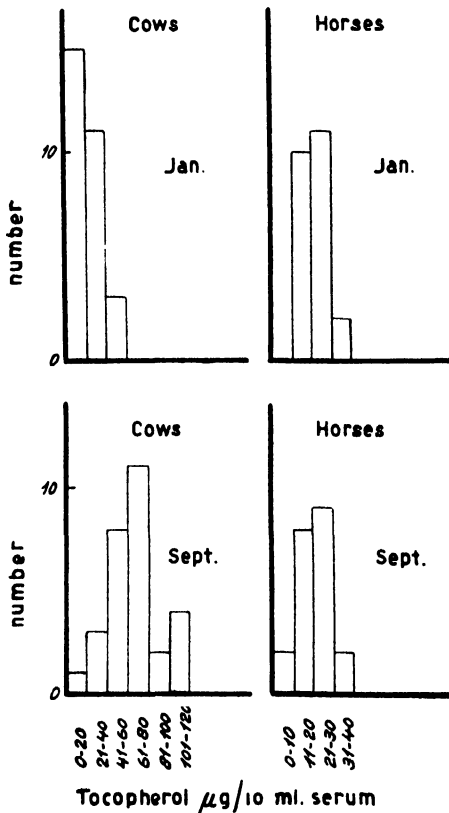 Cows
Horses
10
Jan.
Jan.
number
0
Cows
Horses
10
Sept.
Sept.
number
0
0-20
21-40
41-60
61-80
81-100
101-120
0-10
11-20
21-30
31-40
Tocopherol µg/10 ml. serum